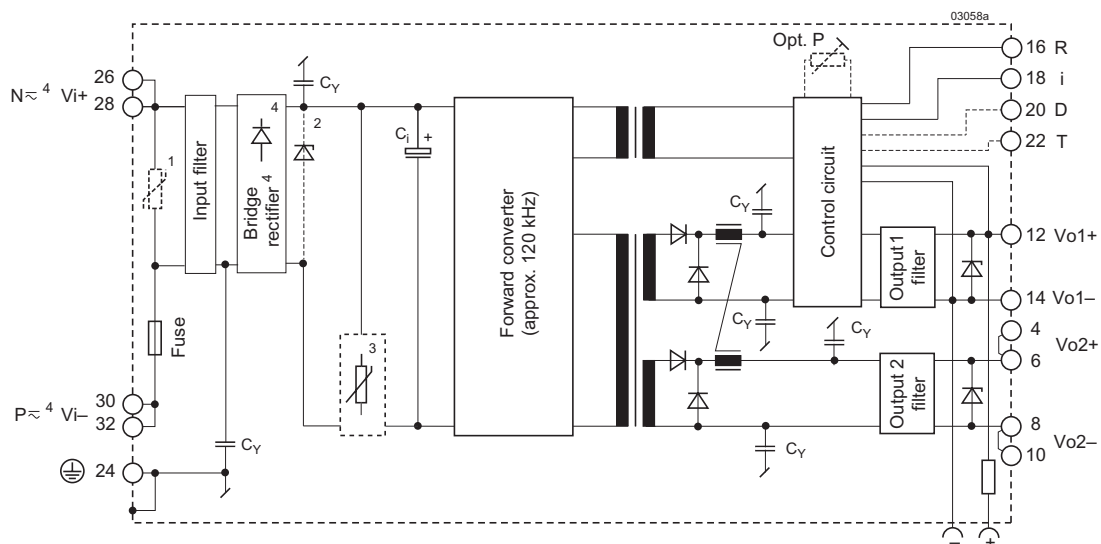 03058a
Opt. P
16 R
18 i
20 D
22 T
26
N≂ 4 Vi+
28
CY
4
2
Ci +
1
Input filter
Bridge rectifier 4
Forward converter
(approx. 120 kHz)
Control circuit
CY
12 Vo1+
Output 1
filter
14 Vo1–
CY
CY
4
Vo2+
6
Fuse
3
Output 2
filter
30
P≂ 4 Vi–
32
8
Vo2–
10
CY
CY
24
– +